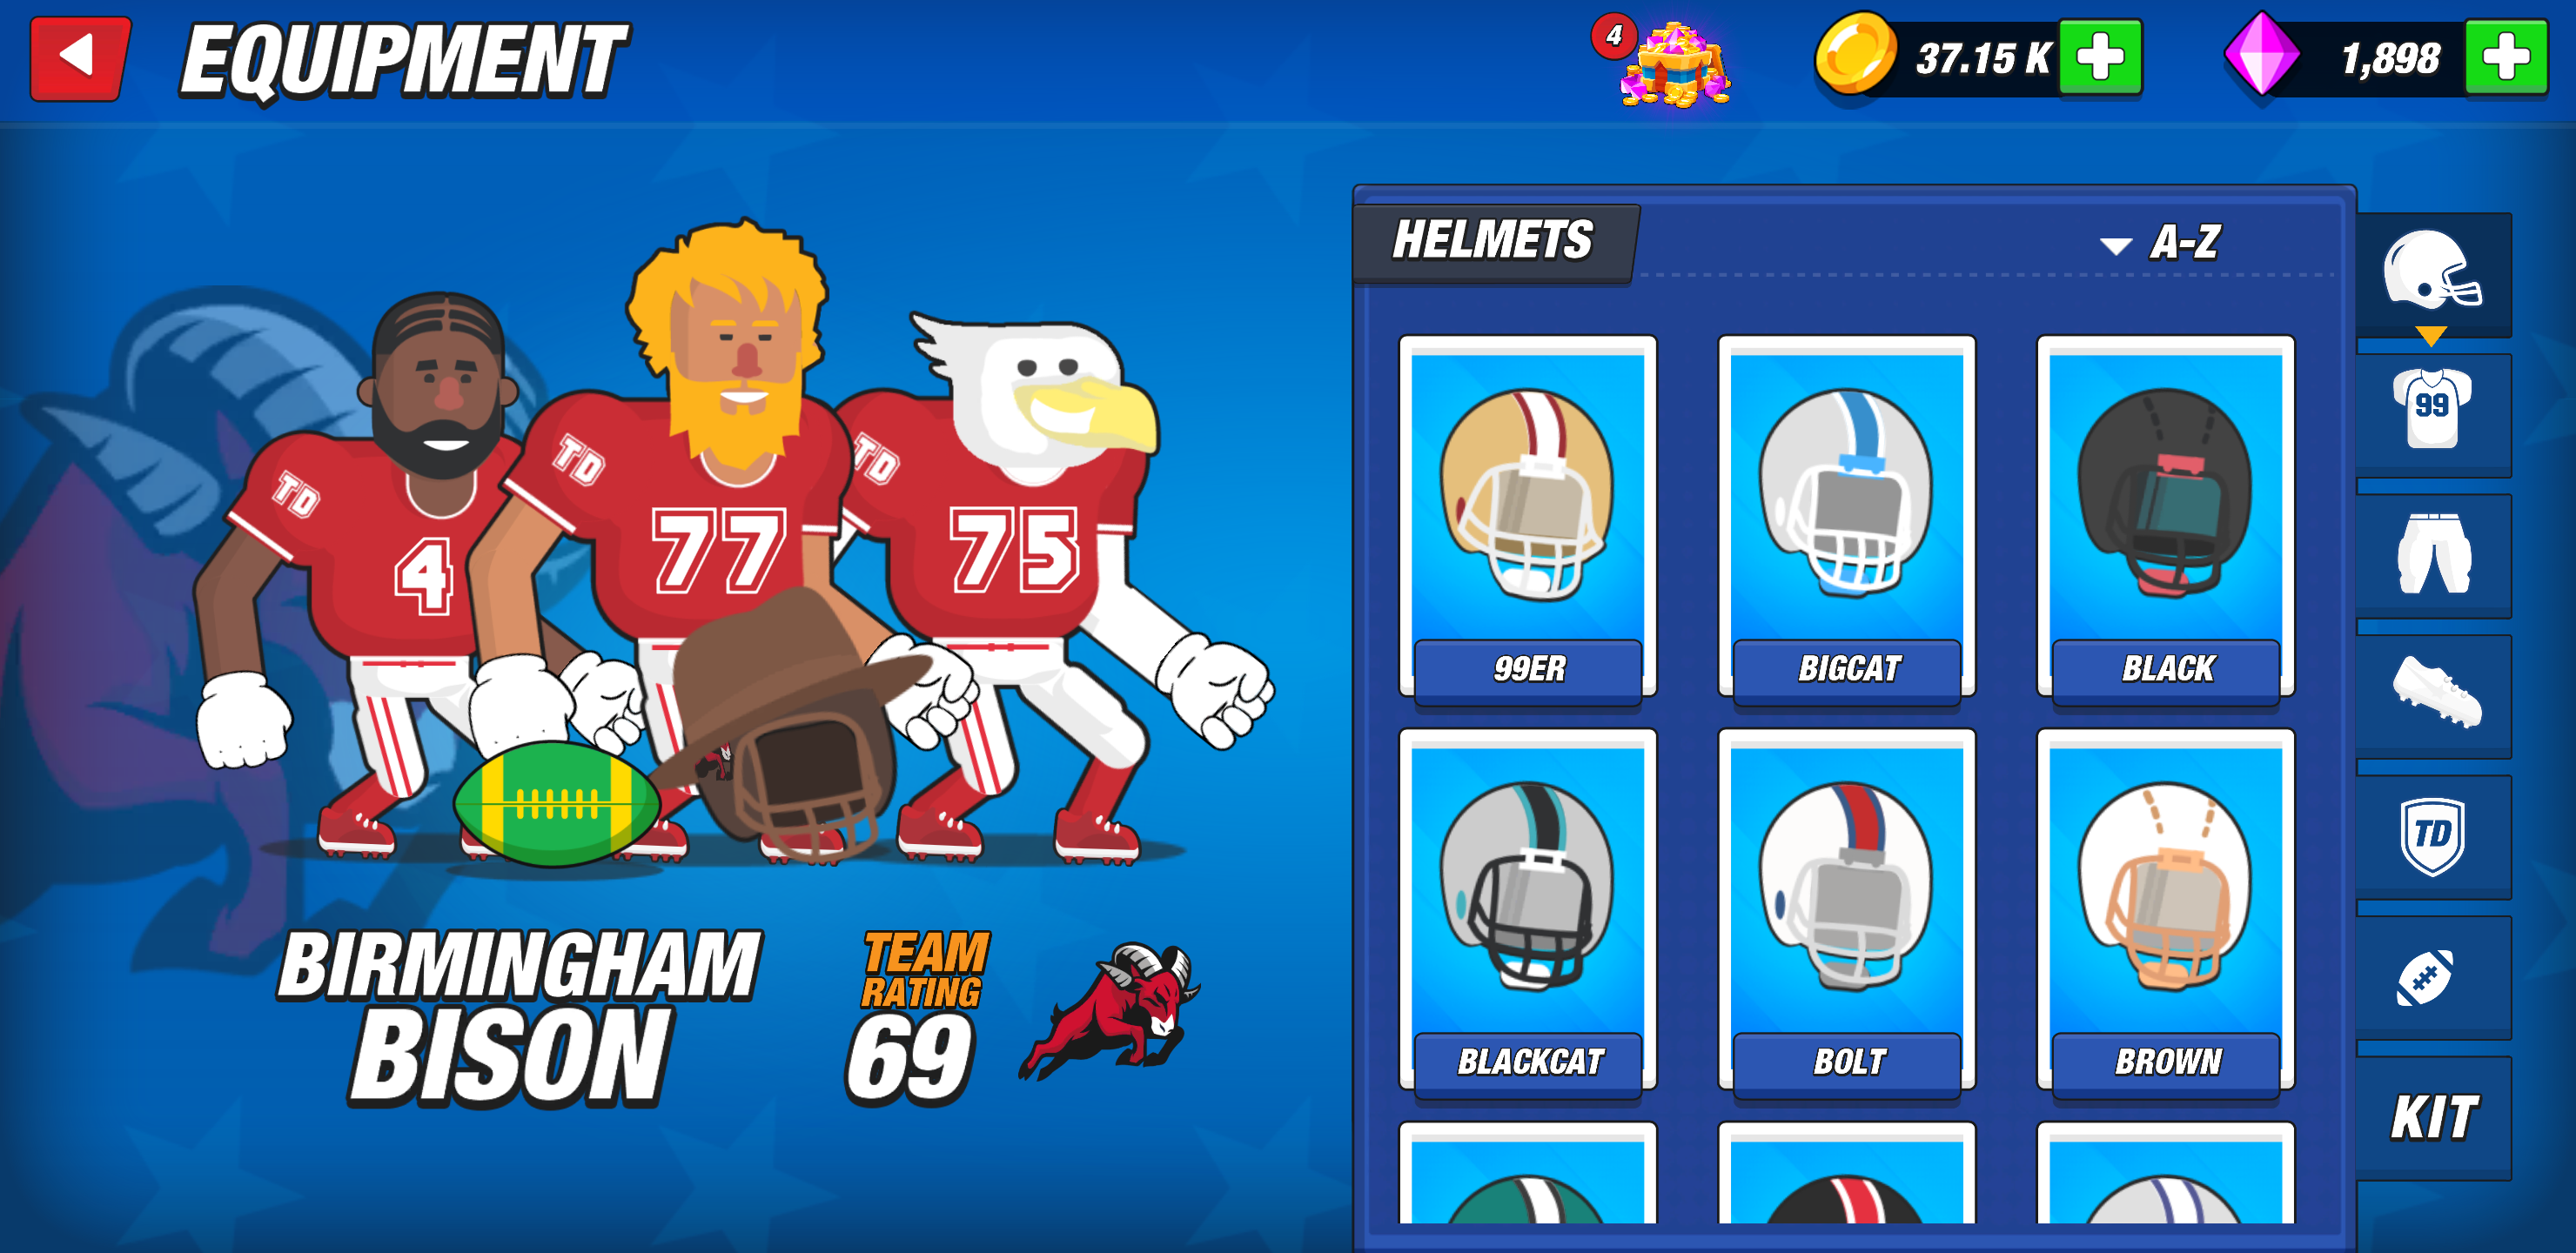 EQUIPMENT
4
37.15 K
1,898
HELMETS
A-Z
99
TD
TD
TD
4
77
75
99ER
BIGCAT
BLACK
BLACKCAT
BOLT
BROWN
TD
KIT
BIRMINGHAM
BISON
TEAM
RATING
69